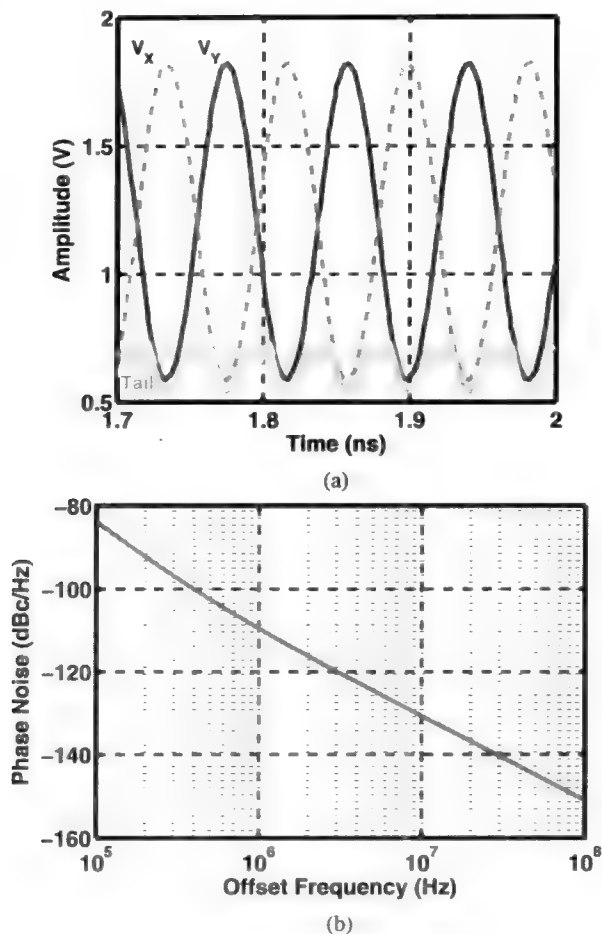 2
V_X V_Y
1.5
1
Tail
0.5
1.7 1.8 1.9 2
Amplitude (V)
Time (ns)
(a)
-80
-100
-120
-140
-160
10^5 10^6 10^7 10^8
Phase Noise (dBc/Hz)
Offset Frequency (Hz)
(b)